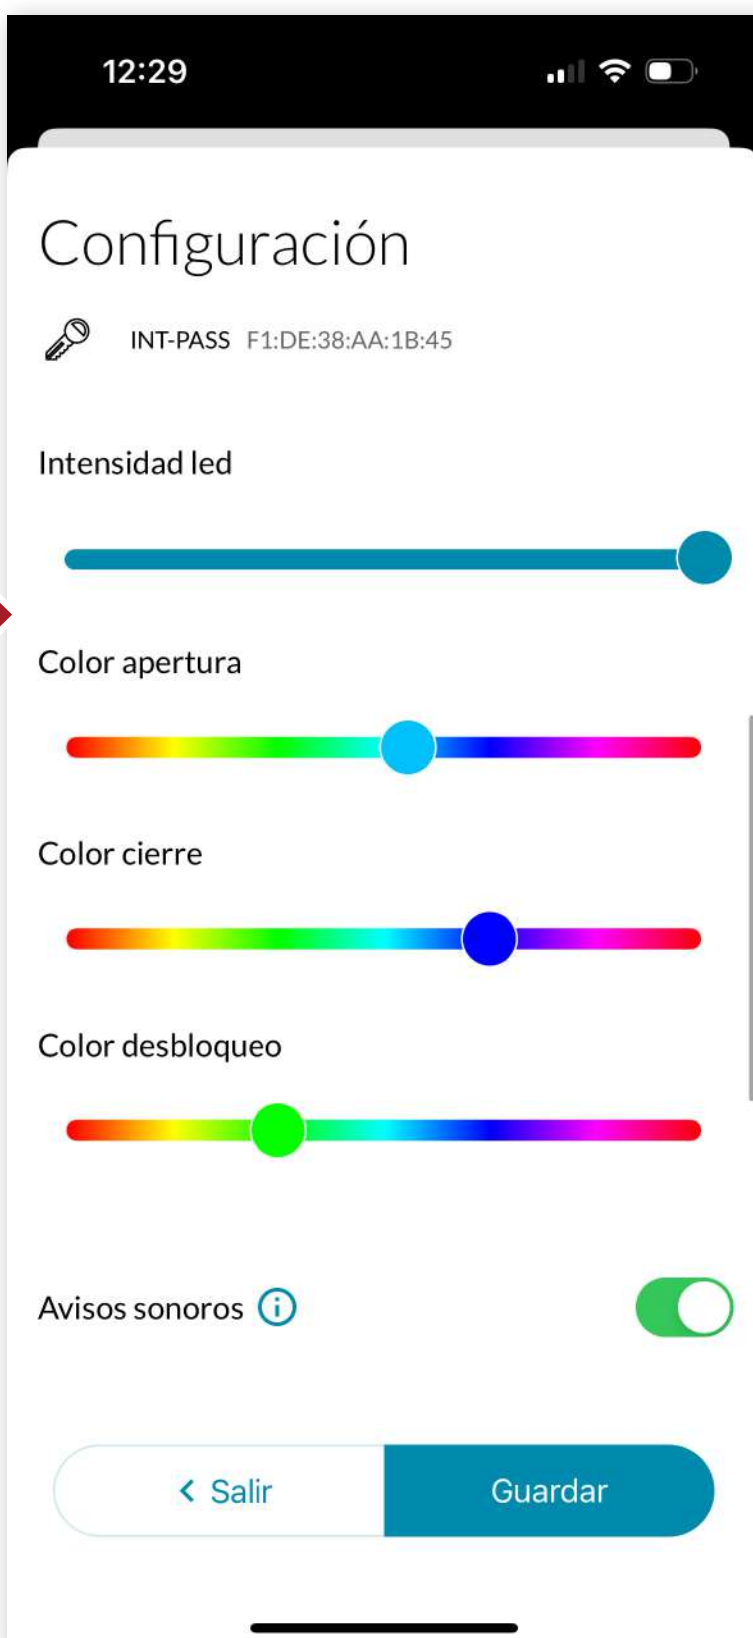 12:29
Configuración
INT-PASS F1:DE:38:AA:1B:45
Intensidad led
Color apertura
Color cierre
Color desbloqueo
Avisos sonoros
Salir
Guardar